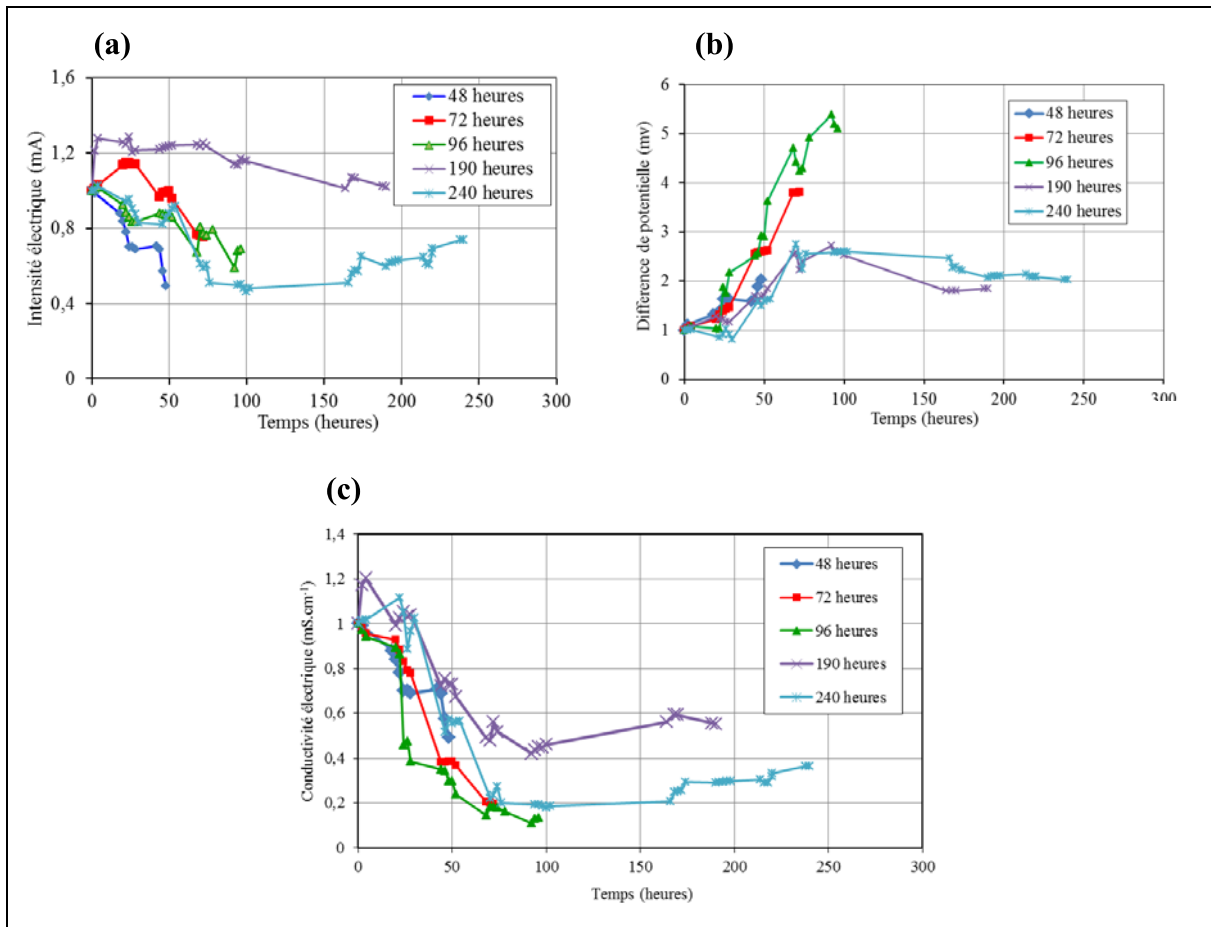 (a)
1,6
1,2
0,8
0,4
0
0
50
100
150
200
250
300
Intensité électrique (mA)
Temps (heures)
48 heures
72 heures
96 heures
190 heures
240 heures
(b)
6
5
4
3
2
1
0
0
50
100
150
200
250
300
Difference de potentielle (mv)
Temps (heures)
48 heures
72 heures
96 heures
190 heures
240 heures
(c)
1,4
1,2
1
0,8
0,6
0,4
0,2
0
0
50
100
150
200
250
300
Conductivité électrique (mS.cm⁻¹)
Temps (heures)
48 heures
72 heures
96 heures
190 heures
240 heures